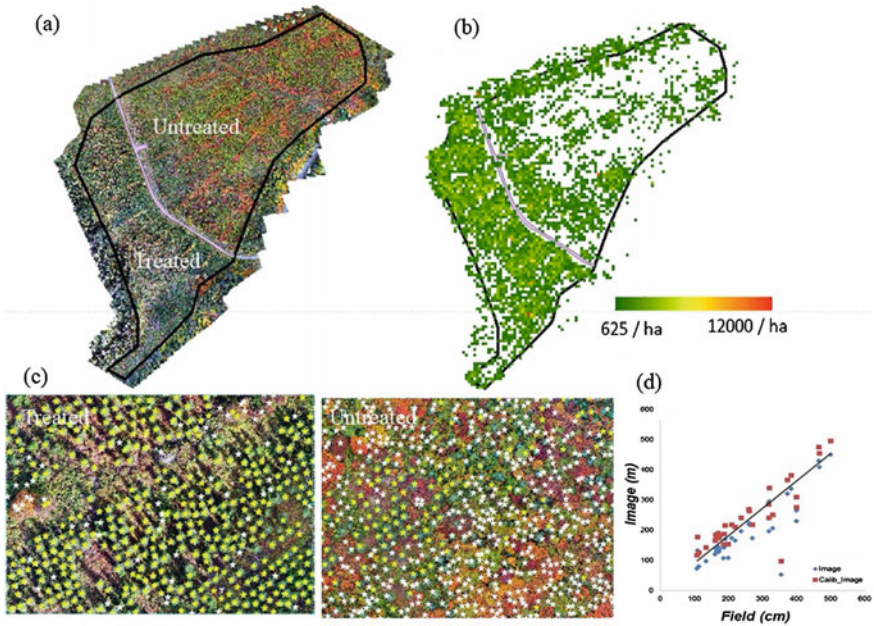 (a)
(b)
Untreated
Treated
625 / ha
12000 / ha
(c)
Treated
Untreated
(d)
600
500
400
300
200
100
0
Image (m)
0
100
200
300
400
500
600
Image
Calib_Image
Field (cm)